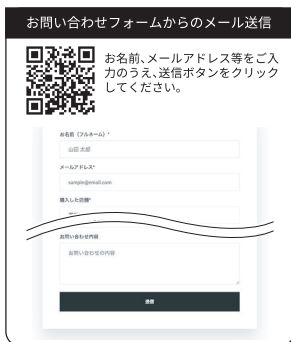 お問い合わせフォームからのメール送信
お名前、メールアドレス等をご入
力のうえ、送信ボタンをクリック
してください。
お名前（フルネーム）*
山田 太郎
メールアドレス*
sample@email.com
購入した店舗*
お問い合わせ内容
お問い合わせの内容
送信